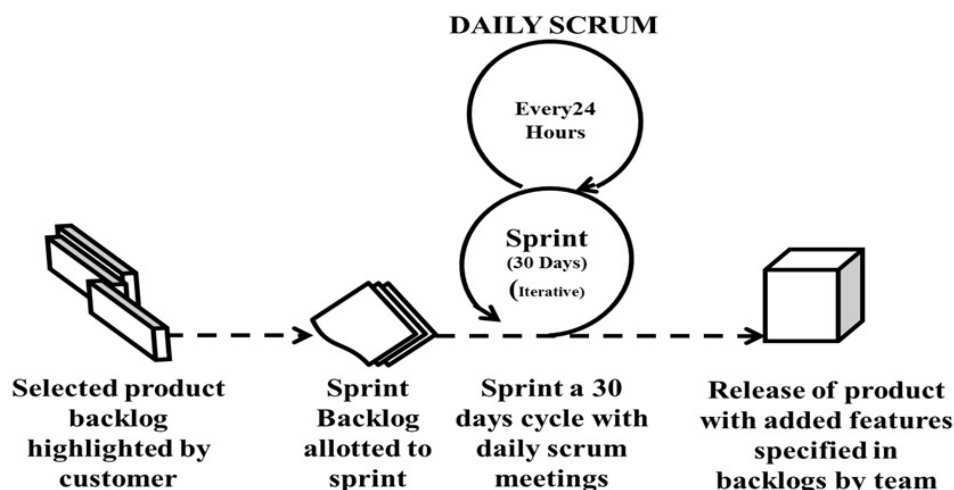 DAILY SCRUM
Every24
Hours
Sprint
(30 Days)
(Iterative)
Selected product
backlog
highlighted by
customer
Sprint
Backlog
allotted to
sprint
Sprint a 30
days cycle with
daily scrum
meetings
Release of product
with added features
specified in
backlogs by team